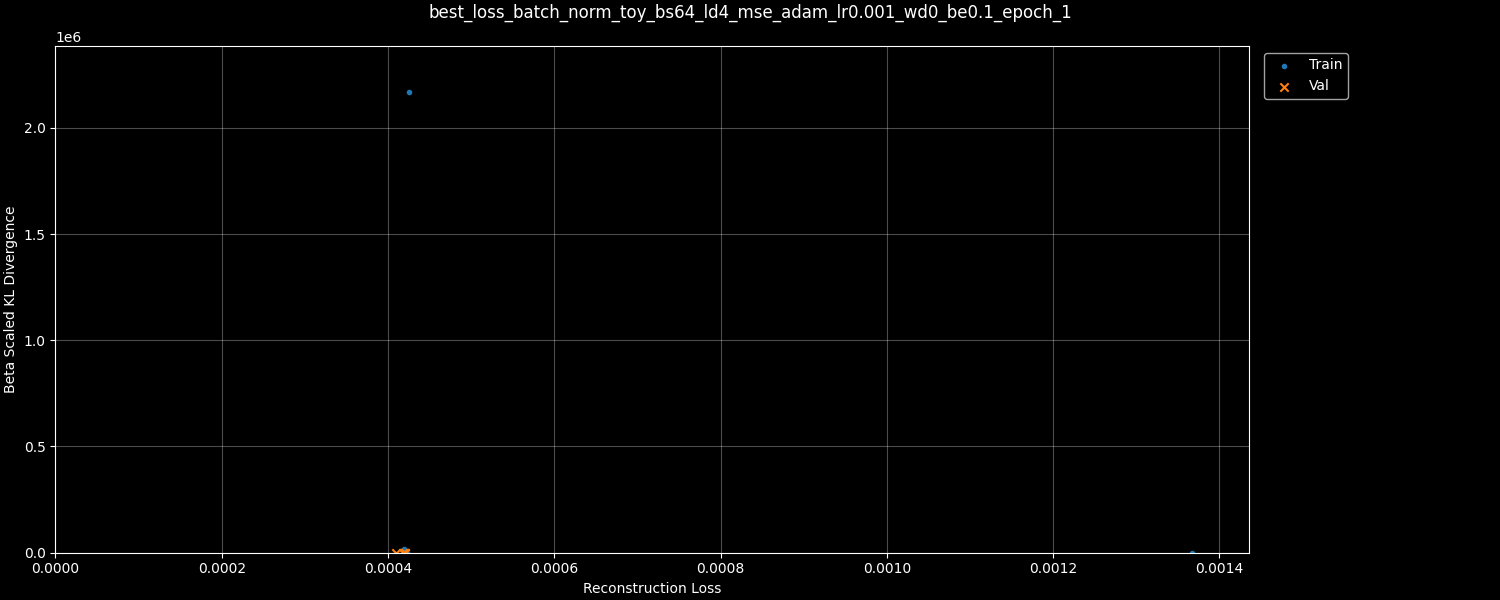 best_loss_batch_norm_toy_bs64_ld4_mse_adam_lr0.001_wd0_be0.1_epoch_1
1e6
Train
Val
2.0
1.5
1.0
0.5
0.0
Beta Scaled KL Divergence
0.0000 0.0002 0.0004 0.0006 0.0008 0.0010 0.0012 0.0014
Reconstruction Loss